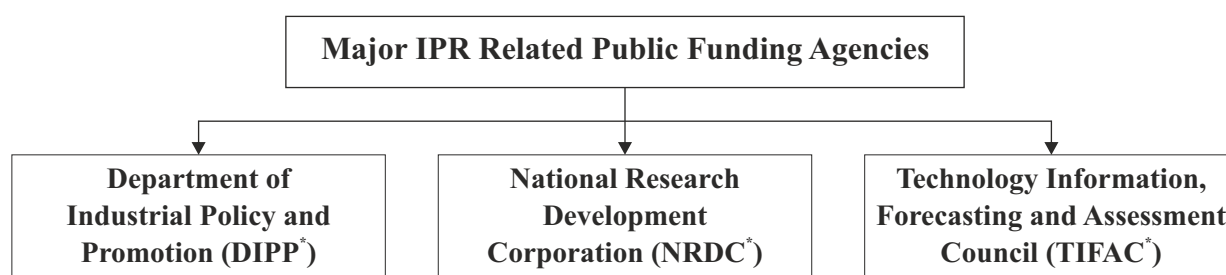 Major IPR Related Public Funding Agencies
Department of
Industrial Policy and
Promotion (DIPP*)
National Research
Development
Corporation (NRDC*)
Technology Information,
Forecasting and Assessment
Council (TIFAC*)